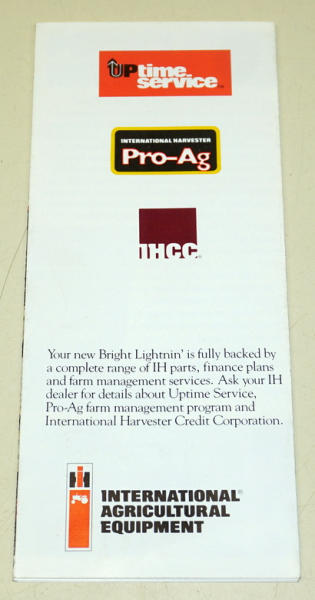 UPtime
service™
INTERNATIONAL HARVESTER
Pro-Ag
IHCC®
Your new Bright Lightnin' is fully backed by
a complete range of IH parts, finance plans
and farm management services. Ask your IH
dealer for details about Uptime Service,
Pro-Ag farm management program and
International Harvester Credit Corporation.
IH
INTERNATIONAL®
AGRICULTURAL
EQUIPMENT